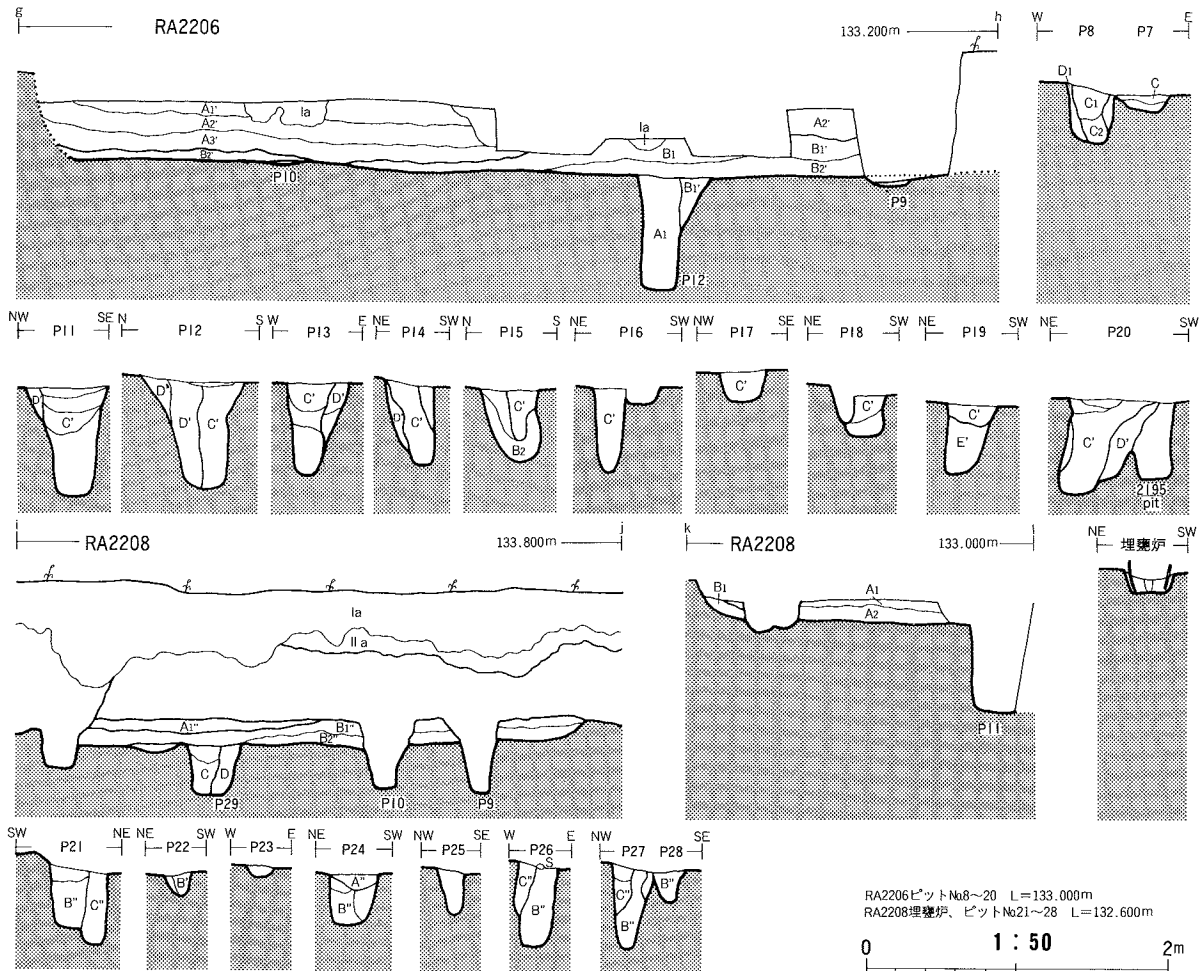 g RA2206 133.200m h
A1' Ia
A2'
A3'
B2'
P10
Ia
B1
A2'
B1'
B2'
B1'
A1
P12
P9
W P8 P7 E
D1 C1 C2 C
NW P11 SE
N P12 S
W P13 E
NE P14 SW
N P15 S
NE P16 SW
NW P17 SE
NE P18 SW
NE P19 SW
NE P20 SW
D' C'
D' C'
C' D'
D' C'
C' B2
C'
C'
C'
C' E'
C' D'
2195
pit
i RA2208 133.800m j
Ia
IIa
A1"
B1"
B2"
C D
P29
P10
P9
k RA2208 133.000m l
B1
A1
A2
P11
NE 埋甕炉 SW
SW P21 NE
NE P22 SW
W P23 E
NE P24 SW
NW P25 SE
W P26 E
NW P27 P28 SE
B" C"
B'
A" B"
S C" B"
C" B" B"
RA2206ピットNo.8~20 L=133.000m
RA2208埋甕炉、ピットNo.21~28 L=132.600m
1:50
0 2m